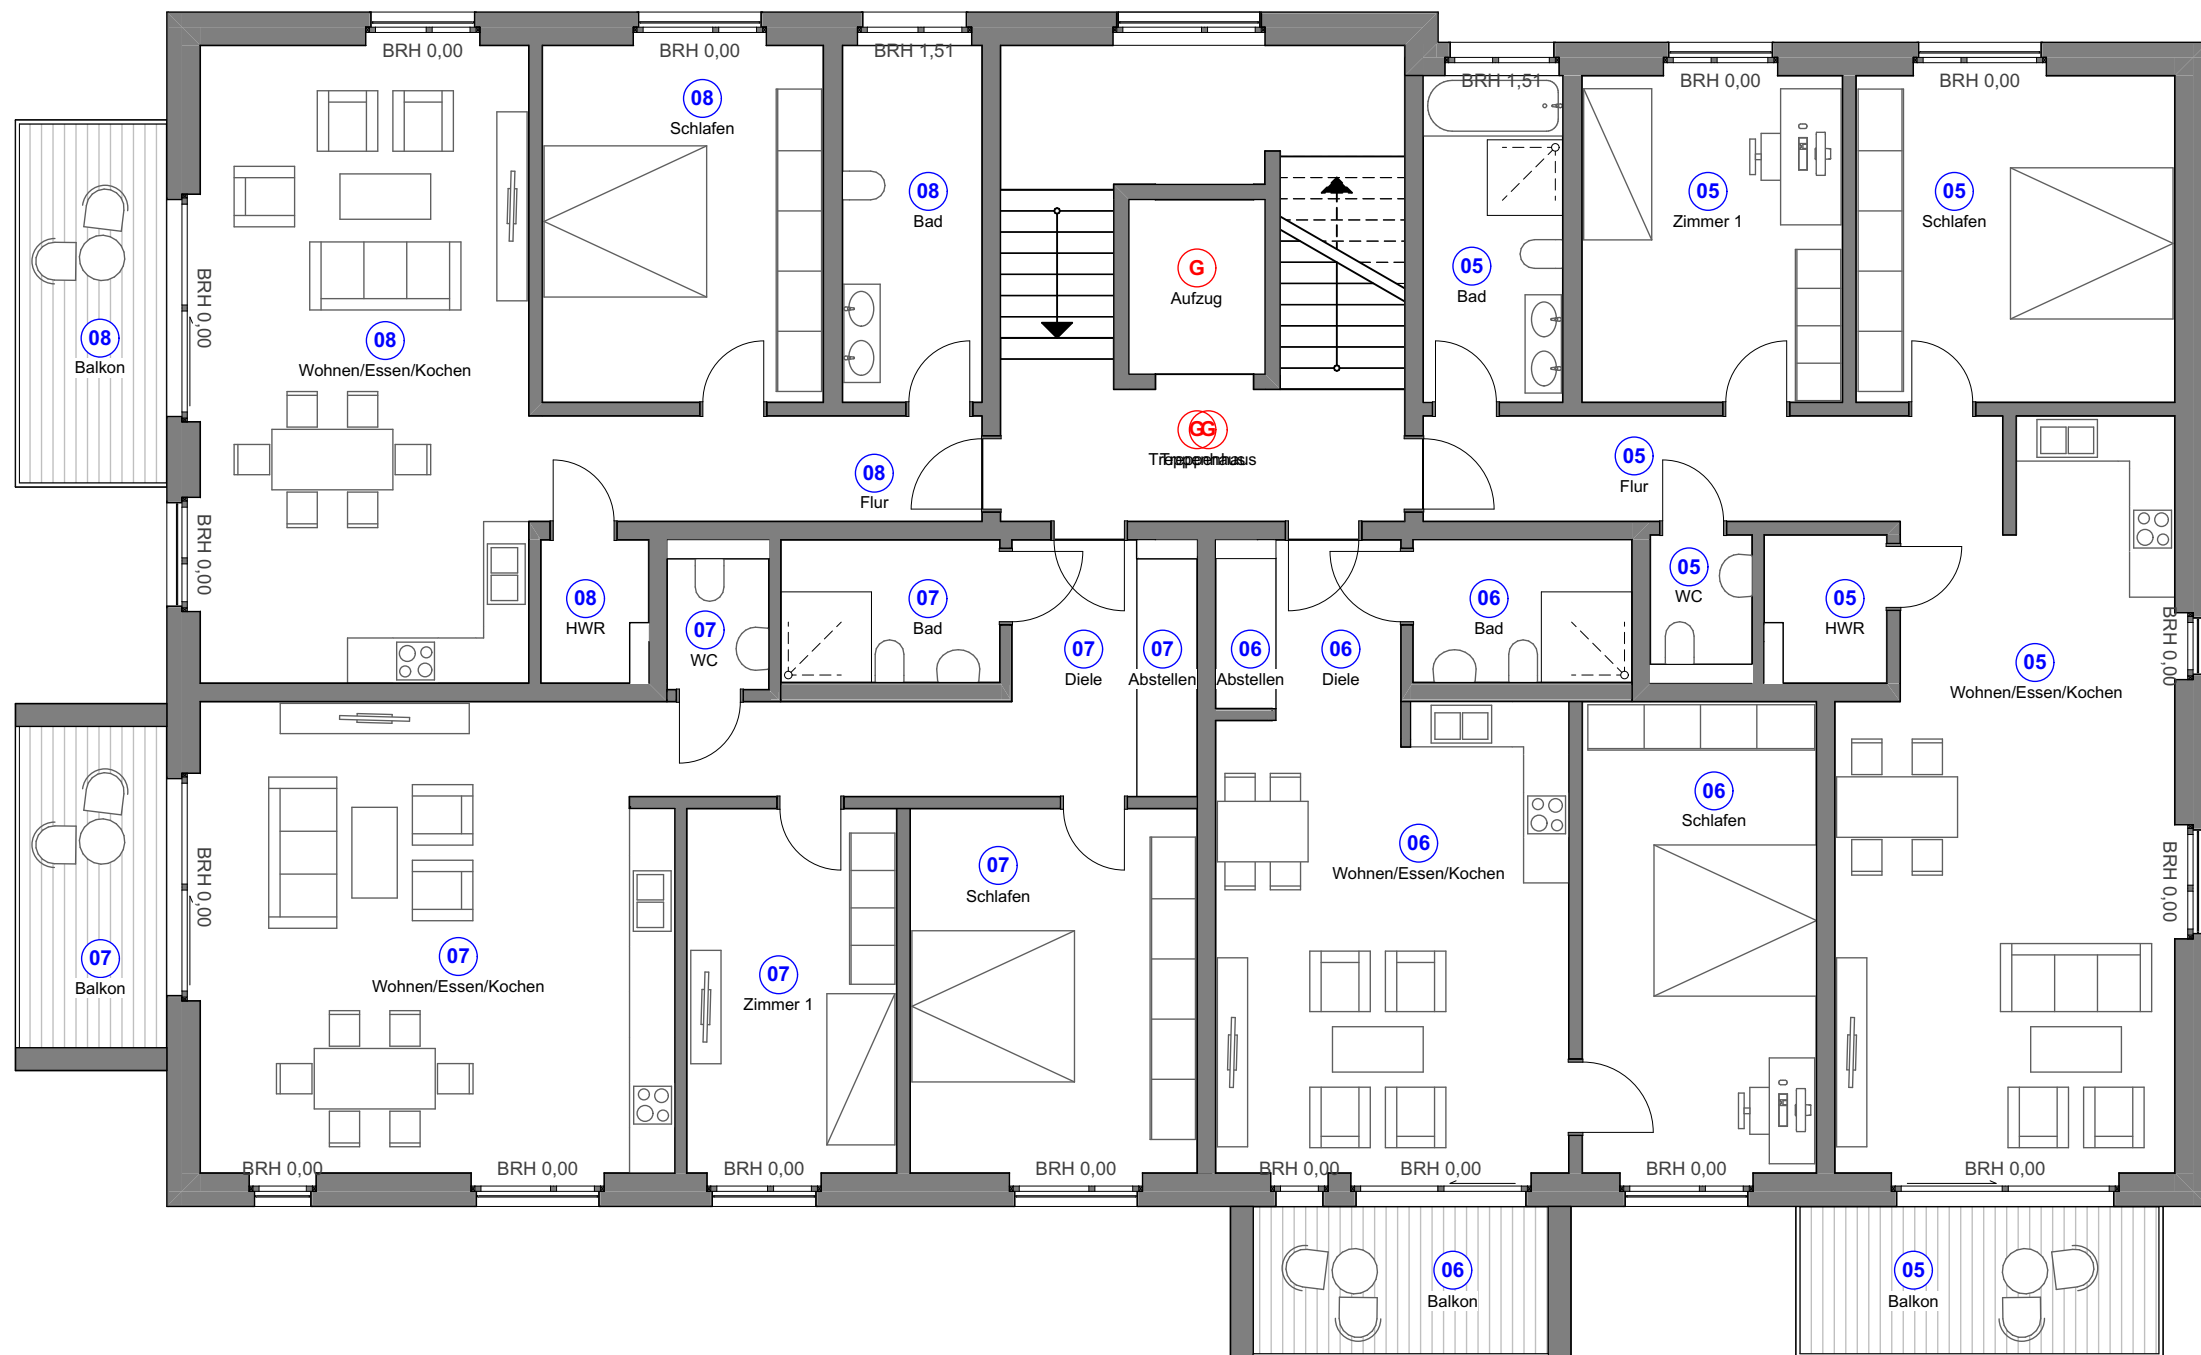 BRH 0,00
BRH 0,00
BRH 1,51
BRH 1,51
BRH 0,00
BRH 0,00
08
Schlafen
08
Bad
05
Zimmer 1
05
Schlafen
G
Aufzug
05
Bad
BRH 0,00
08
Balkon
08
Wohnen/Essen/Kochen
G
G
Treppenhaus
Treppenhaus
08
Flur
05
Flur
BRH 0,00
08
HWR
07
WC
07
Bad
07
Diele
07
Abstellen
06
Abstellen
06
Diele
06
Bad
05
WC
05
HWR
05
Wohnen/Essen/Kochen
BRH 0,00
BRH 0,00
06
Schlafen
06
Wohnen/Essen/Kochen
07
Schlafen
BRH 0,00
07
Balkon
07
Wohnen/Essen/Kochen
07
Zimmer 1
BRH 0,00
BRH 0,00
BRH 0,00
BRH 0,00
BRH 0,00
BRH 0,00
BRH 0,00
BRH 0,00
06
Balkon
05
Balkon